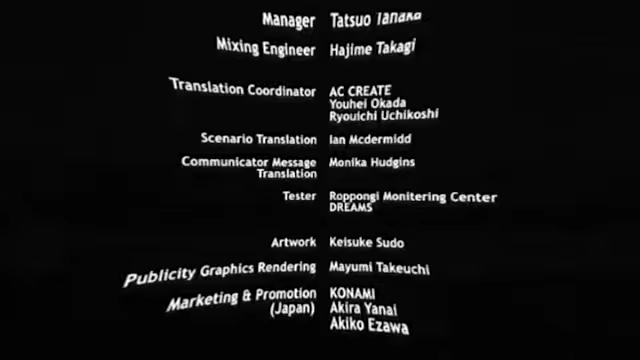 Manager Tatsuo Tanaka
Mixing Engineer Hajime Takagi
Translation Coordinator AC CREATE
Youhei Okada
Ryouichi Uchikoshi
Scenario Translation Ian Mcdermidd
Communicator Message Monika Hudgins
Translation
Tester Roppongi Monitering Center
DREAMS
Artwork Keisuke Sudo
Publicity Graphics Rendering Mayumi Takeuchi
Marketing & Promotion KONAMI
(Japan) Akira Yanai
Akiko Ezawa